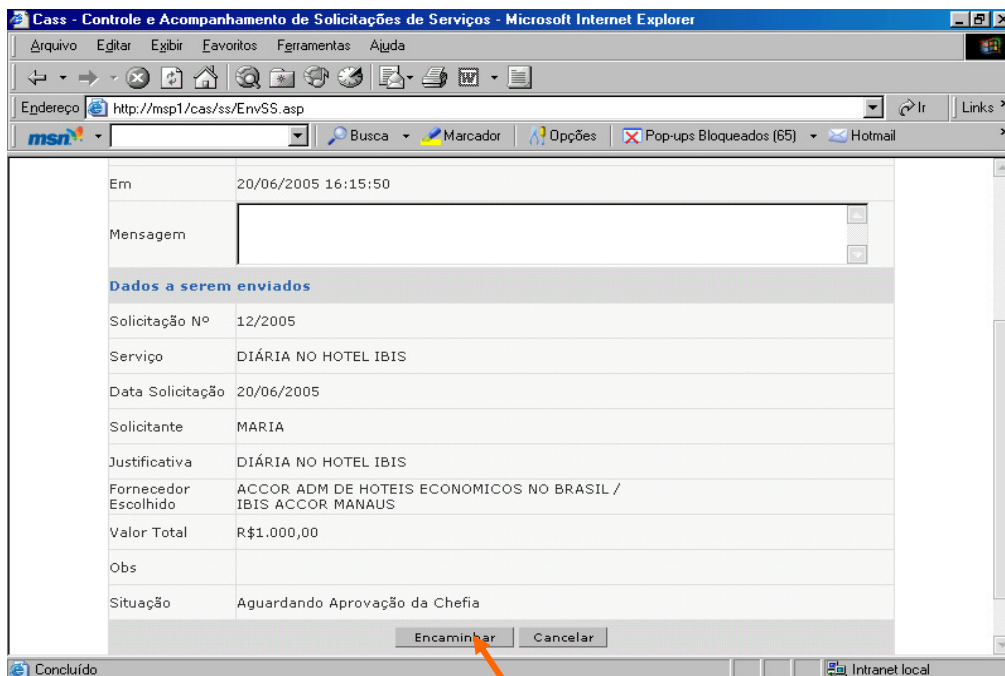 Cass - Controle e Acompanhamento de Solicitações de Serviços - Microsoft Internet Explorer
Arquivo Editar Exibir Favoritos Ferramentas Ajuda
Endereço http://msp1/cas/ss/EnvSS.asp Ir Links
msn Busca Marcador Opções Pop-ups Bloqueados (65) Hotmail
Em 20/06/2005 16:15:50
Mensagem
Dados a serem enviados
Solicitação Nº 12/2005
Serviço DIÁRIA NO HOTEL IBIS
Data Solicitação 20/06/2005
Solicitante MARIA
Justificativa DIÁRIA NO HOTEL IBIS
Fornecedor Escolhido ACCOR ADM DE HOTEIS ECONOMICOS NO BRASIL /
IBIS ACCOR MANAUS
Valor Total R$1.000,00
Obs
Situação Aguardando Aprovação da Chefia
Encaminhar Cancelar
Concluído Intranet local